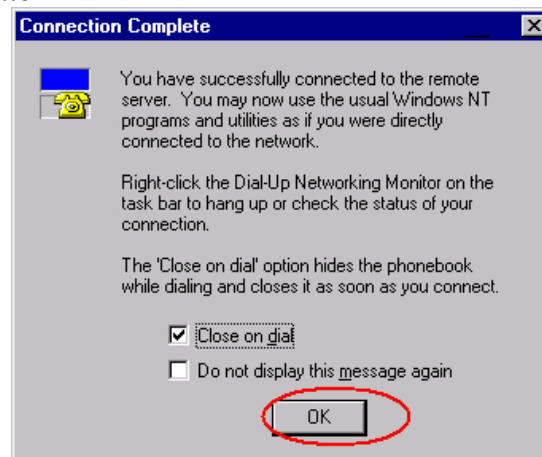 Connection Complete
You have successfully connected to the remote
server. You may now use the usual Windows NT
programs and utilities as if you were directly
connected to the network.
Right-click the Dial-Up Networking Monitor on the
task bar to hang up or check the status of your
connection.
The 'Close on dial' option hides the phonebook
while dialing and closes it as soon as you connect.
Close on dial
Do not display this message again
OK